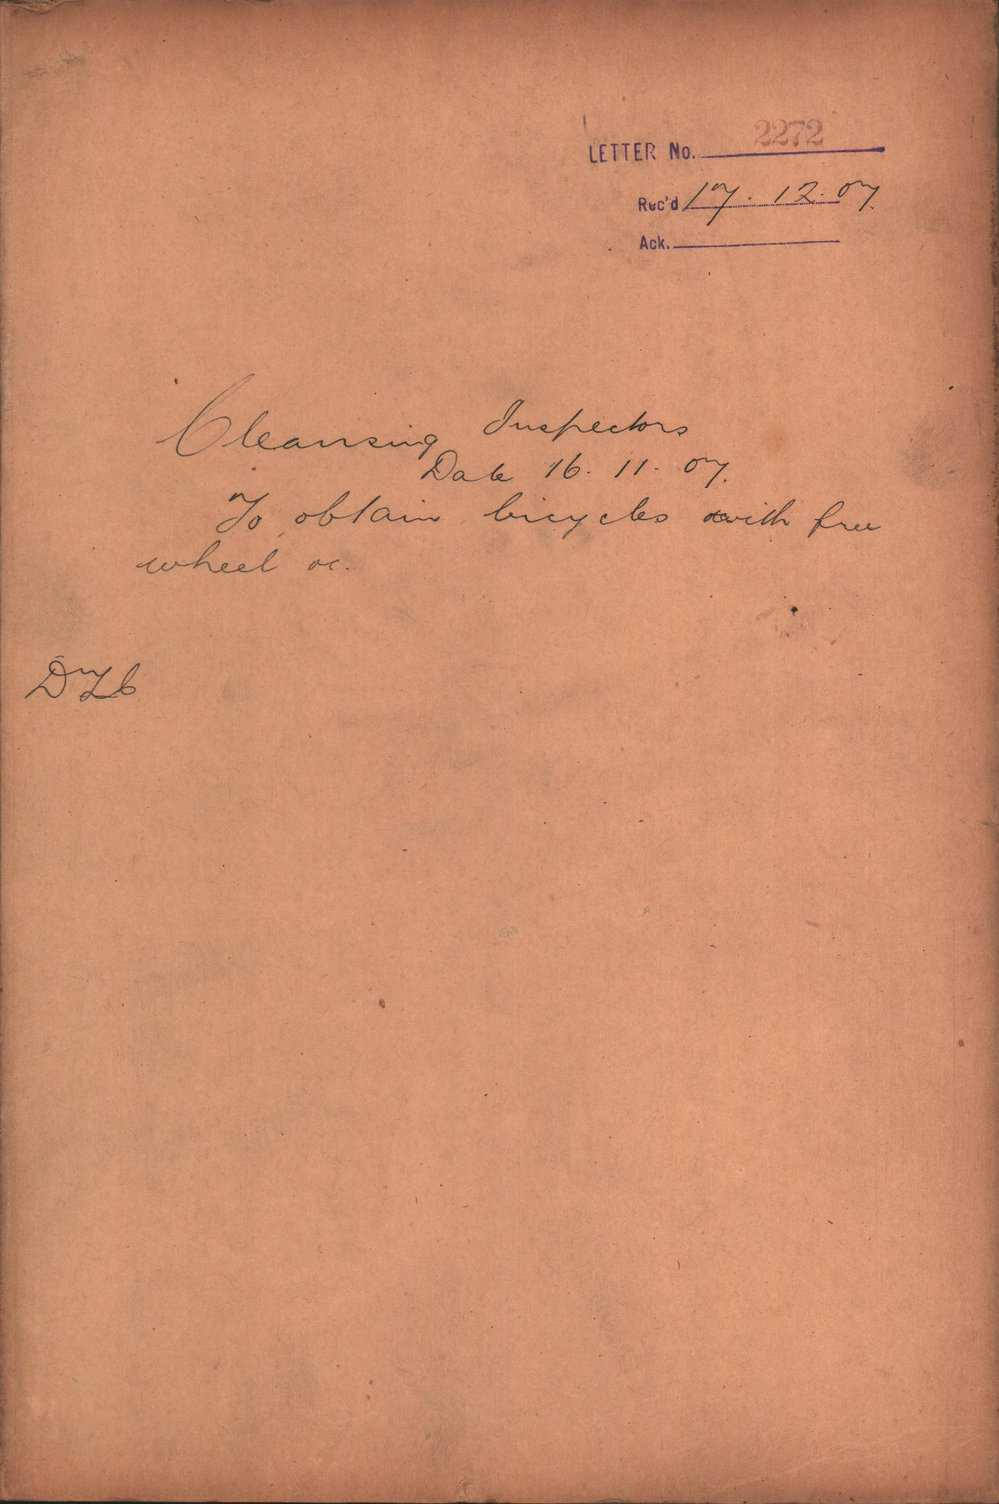 LETTER No. 2272
Rec'd 17.12.07.
Ack.
Cleansing Inspectors
Date 16.11.07.
To obtain bicycles with free
wheel &c.